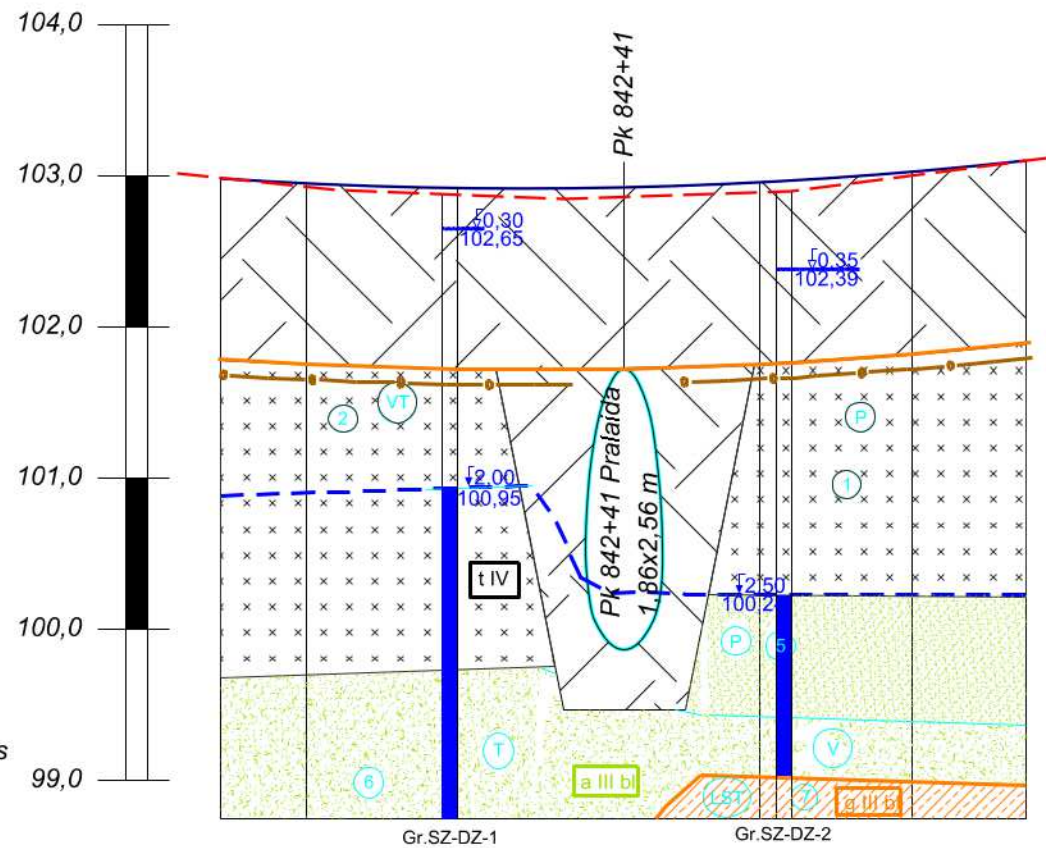 104,0
103,0
102,0
101,0
100,0
99,0
s
Pk 842+41
0,30
102,65
0,35
102,39
2
VT
P
1
2,00
100,95
Pk 842+41 Pralaida
1,86x2,56 m
t IV
2,50
P
5
T
6
V
a III bl
LST
7
g III bl
Gr.SZ-DZ-1
Gr.SZ-DZ-2